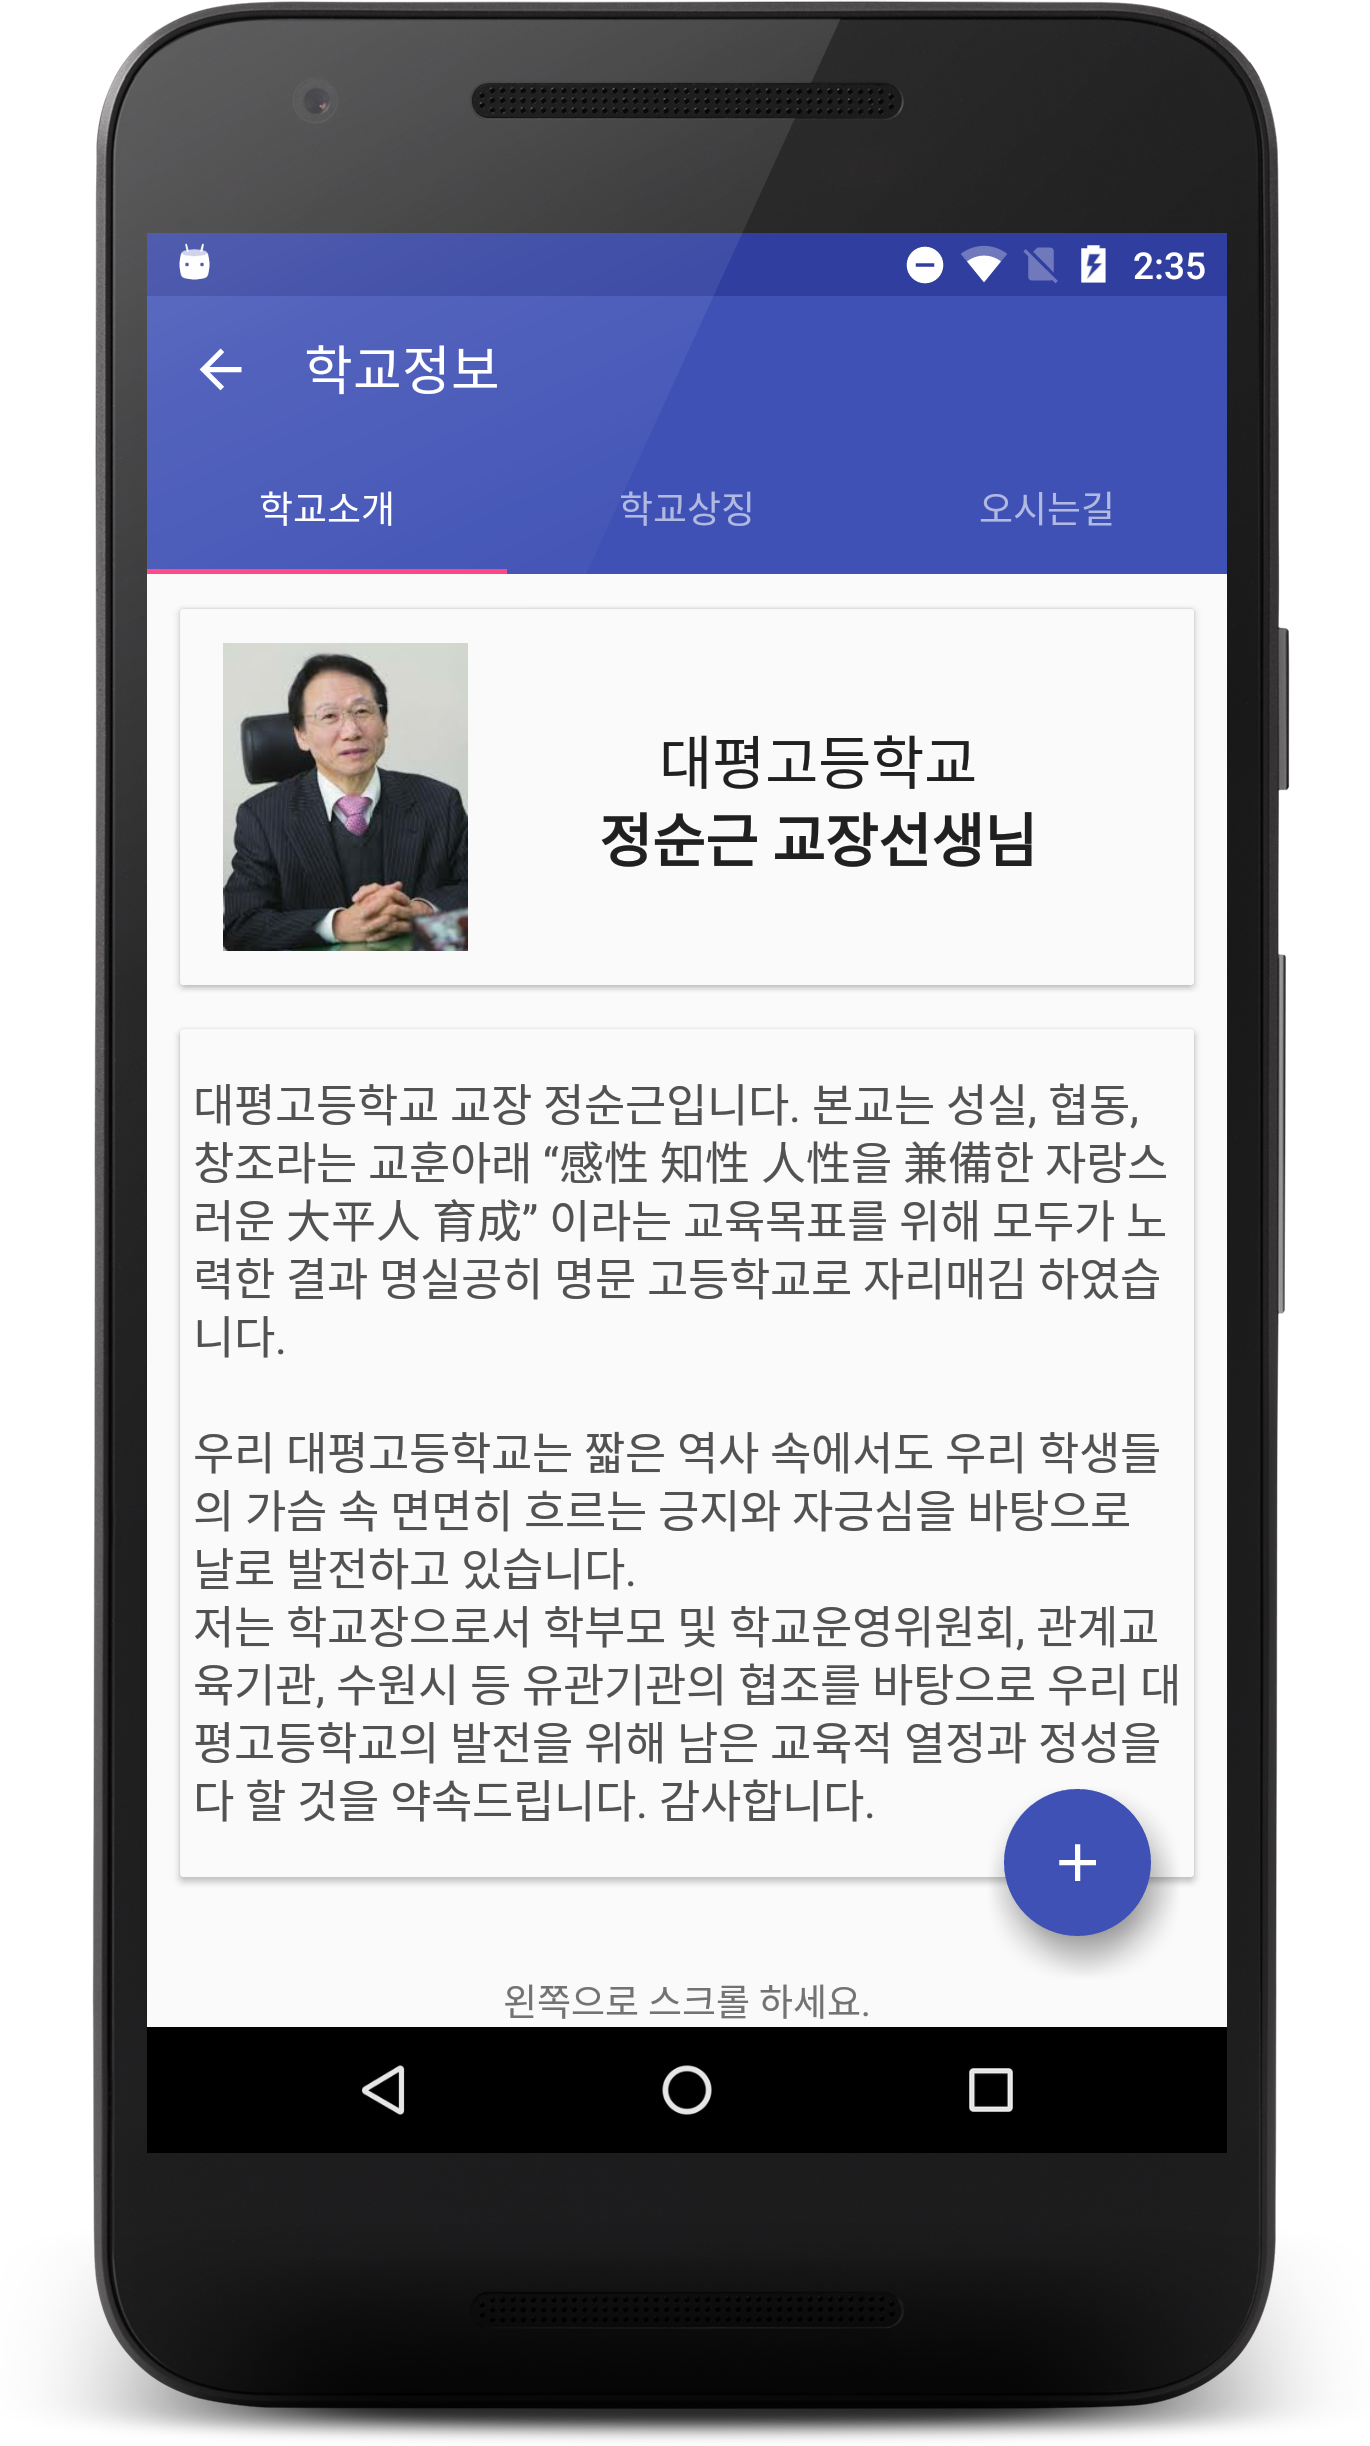 2:35
학교정보
학교소개 학교상징 오시는길
대평고등학교
정순근 교장선생님
대평고등학교 교장 정순근입니다. 본교는 성실, 협동,
창조라는 교훈아래 “感性 知性 人性을 兼備한 자랑스
러운 大平人 育成” 이라는 교육목표를 위해 모두가 노
력한 결과 명실공히 명문 고등학교로 자리매김 하였습
니다.
우리 대평고등학교는 짧은 역사 속에서도 우리 학생들
의 가슴 속 면면히 흐르는 긍지와 자긍심을 바탕으로
날로 발전하고 있습니다.
저는 학교장으로서 학부모 및 학교운영위원회, 관계교
육기관, 수원시 등 유관기관의 협조를 바탕으로 우리 대
평고등학교의 발전을 위해 남은 교육적 열정과 정성을
다 할 것을 약속드립니다. 감사합니다.
왼쪽으로 스크롤 하세요.